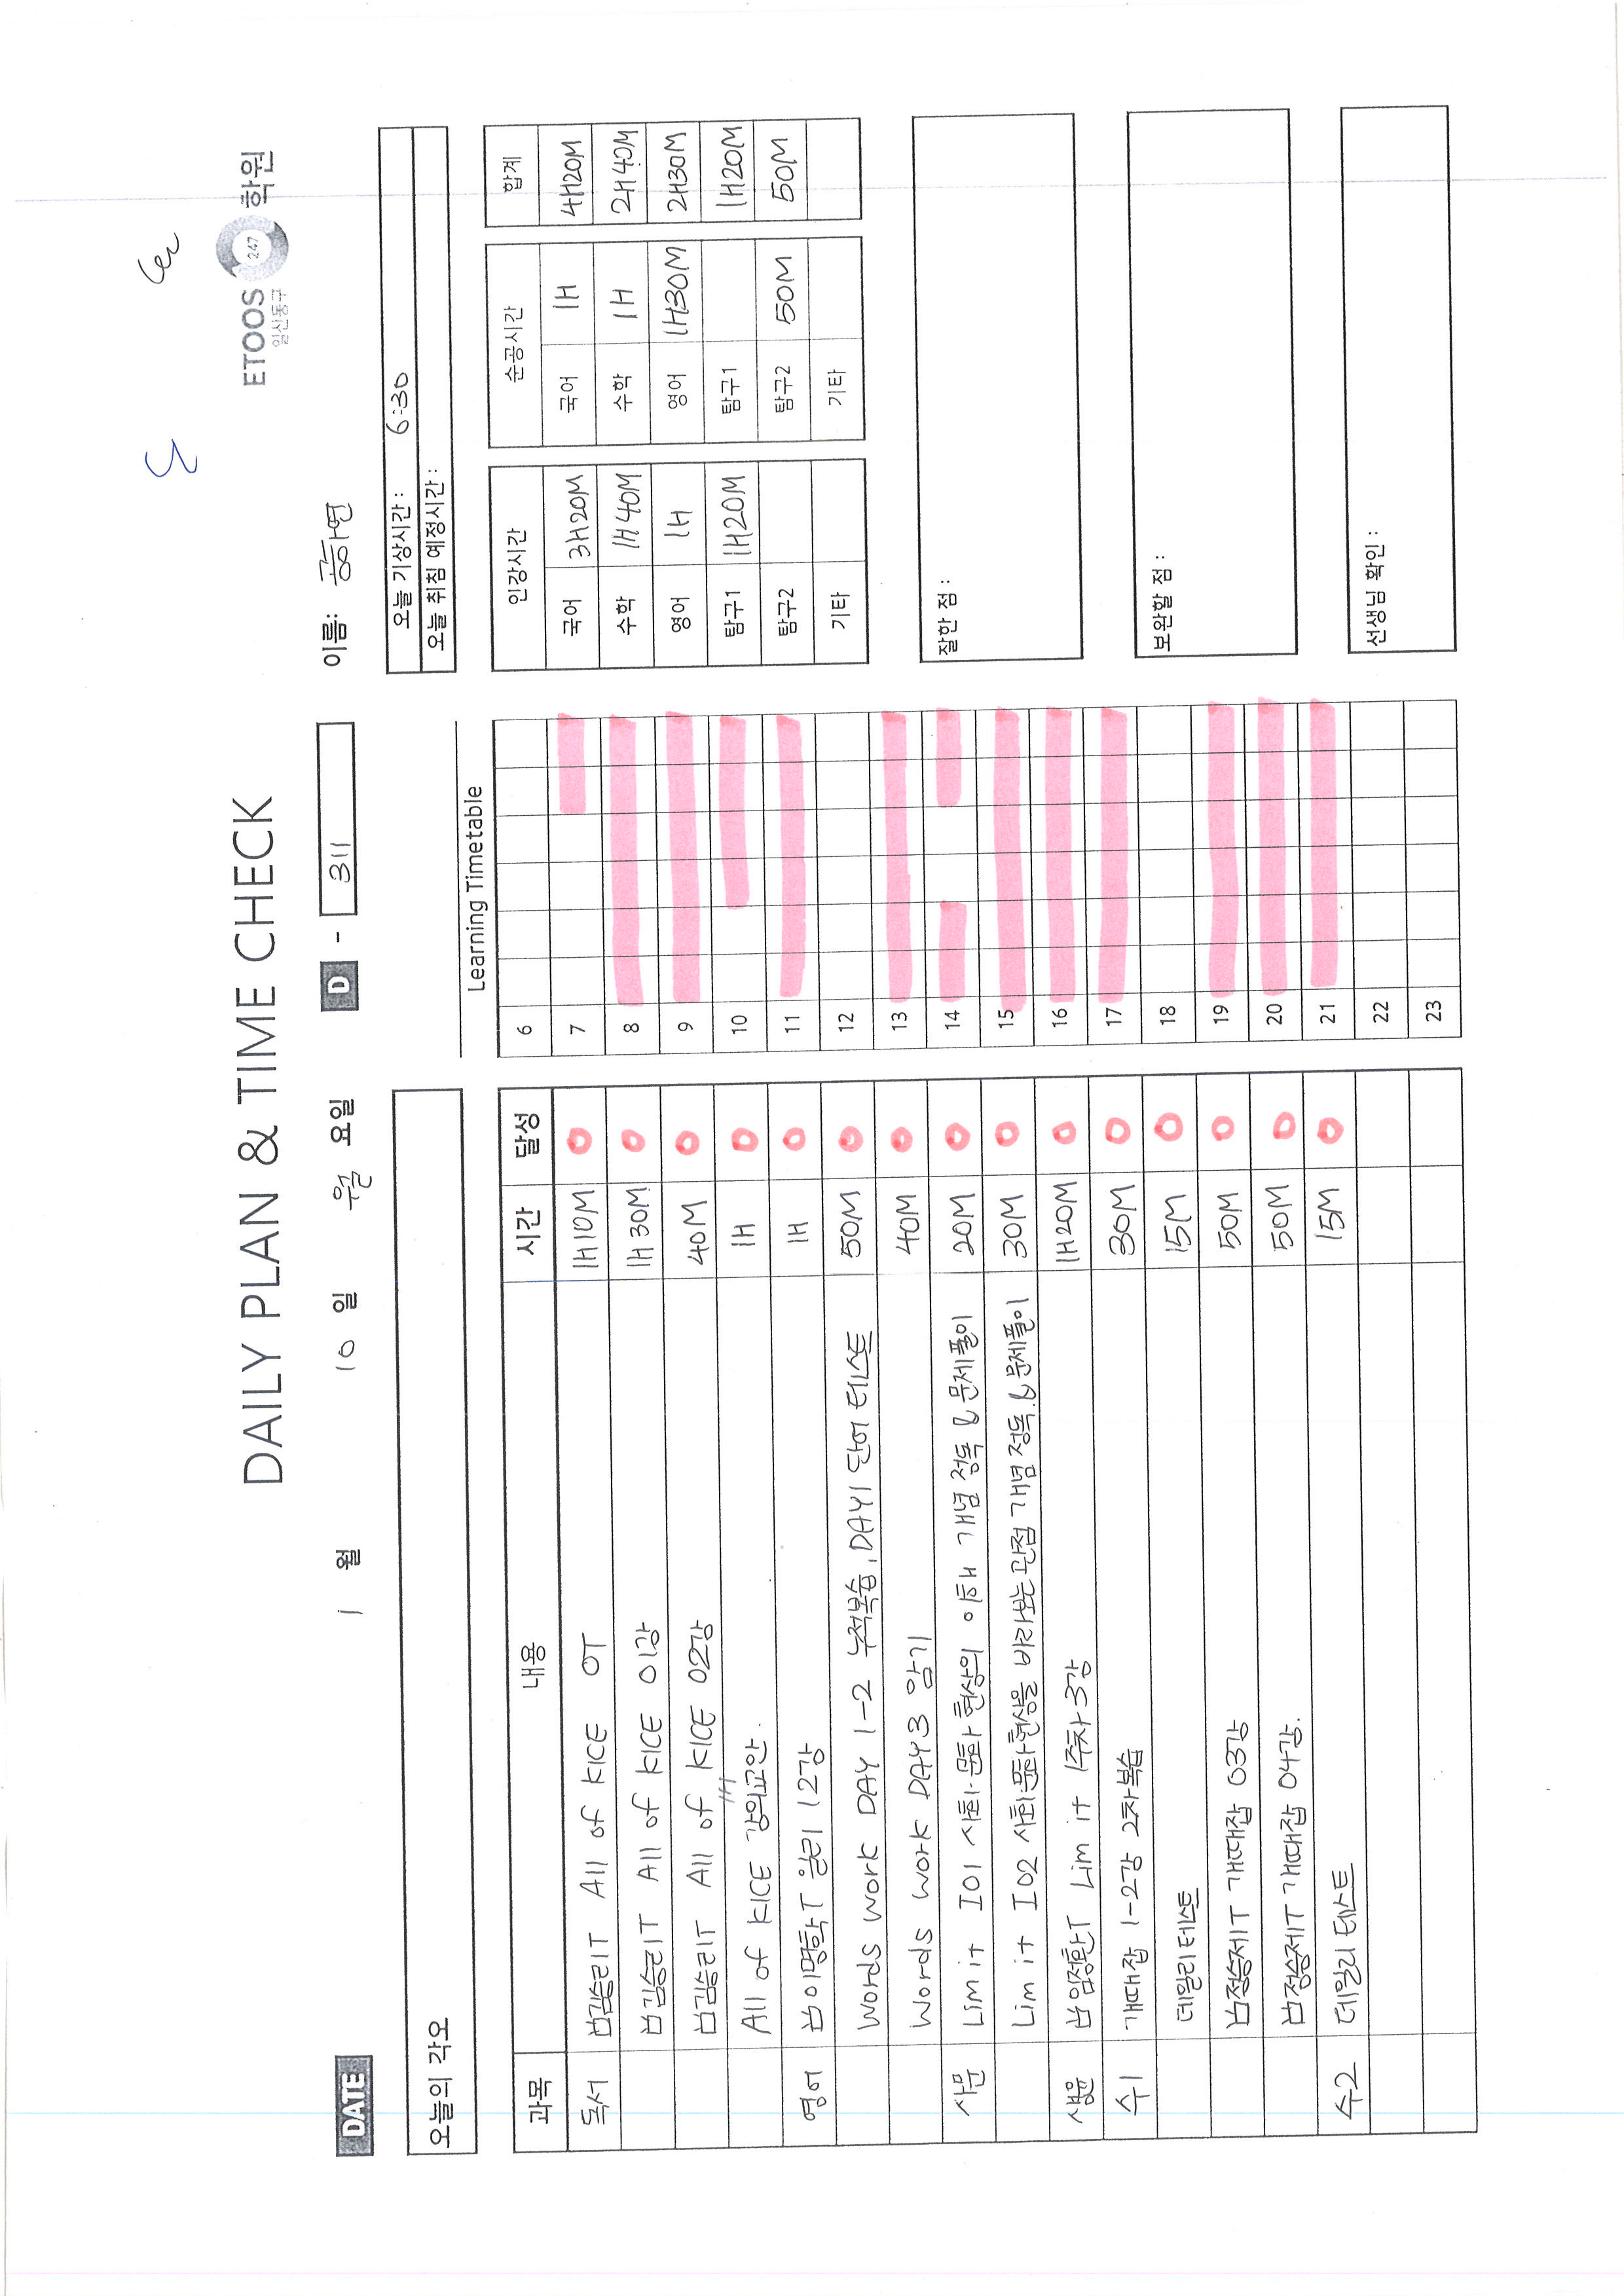 DAILY PLAN & TIME CHECK
ETOOS 247 학원
일산동구
DATE 1 월 10 일 월 요일 D - 311 이름:
오늘의 각오
오늘 기상시간 : 6:30
오늘 취침 예정시간 :
과목 내용 시간 달성
독서 김승리T All of KICE OT 1H10M
김승리T All of KICE 01강 1H30M
김승리T All of KICE 02강 40M
All of KICE 강의교안. 1H
영어 이명학T 일리 12강 1H
Words work DAY 1-2 누적복습, DAY1 단어 테스트 50M
Words work DAY3 암기 40M
사문 Lim it I01 사회·문화 현상의 이해 개념 정독 & 문제풀이 20M
Lim it I02 사회·문화 현상을 바라보는 관점 개념 정독 & 문제풀이 30M
생윤 임정환T Lim it 1주차 3강 1H20M
수1 개때잡 1-2강 2차복습 30M
데일리테스트 15M
정승제T 개때잡 03강 50M
정승제T 개때잡 04강. 50M
수2 데일리테스트 15M
Learning Timetable
6
7
8
9
10
11
12
13
14
15
16
17
18
19
20
21
22
23
인강시간
국어 3H20M
수학 1H40M
영어 1H
탐구1 1H20M
탐구2
기타
순공시간
국어 1H
수학 1H
영어 1H30M
탐구1
탐구2 50M
기타
합계
4H20M
2H40M
2H30M
1H20M
50M
잘한 점 :
보완할 점 :
선생님 확인 :